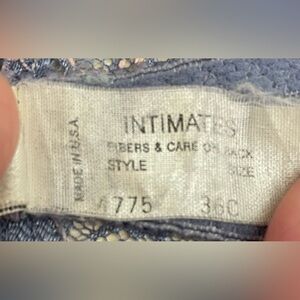 MADE IN U.S.A.
INTIMATES
FIBERS & CARE ON BACK
STYLE SIZE
4775 36C